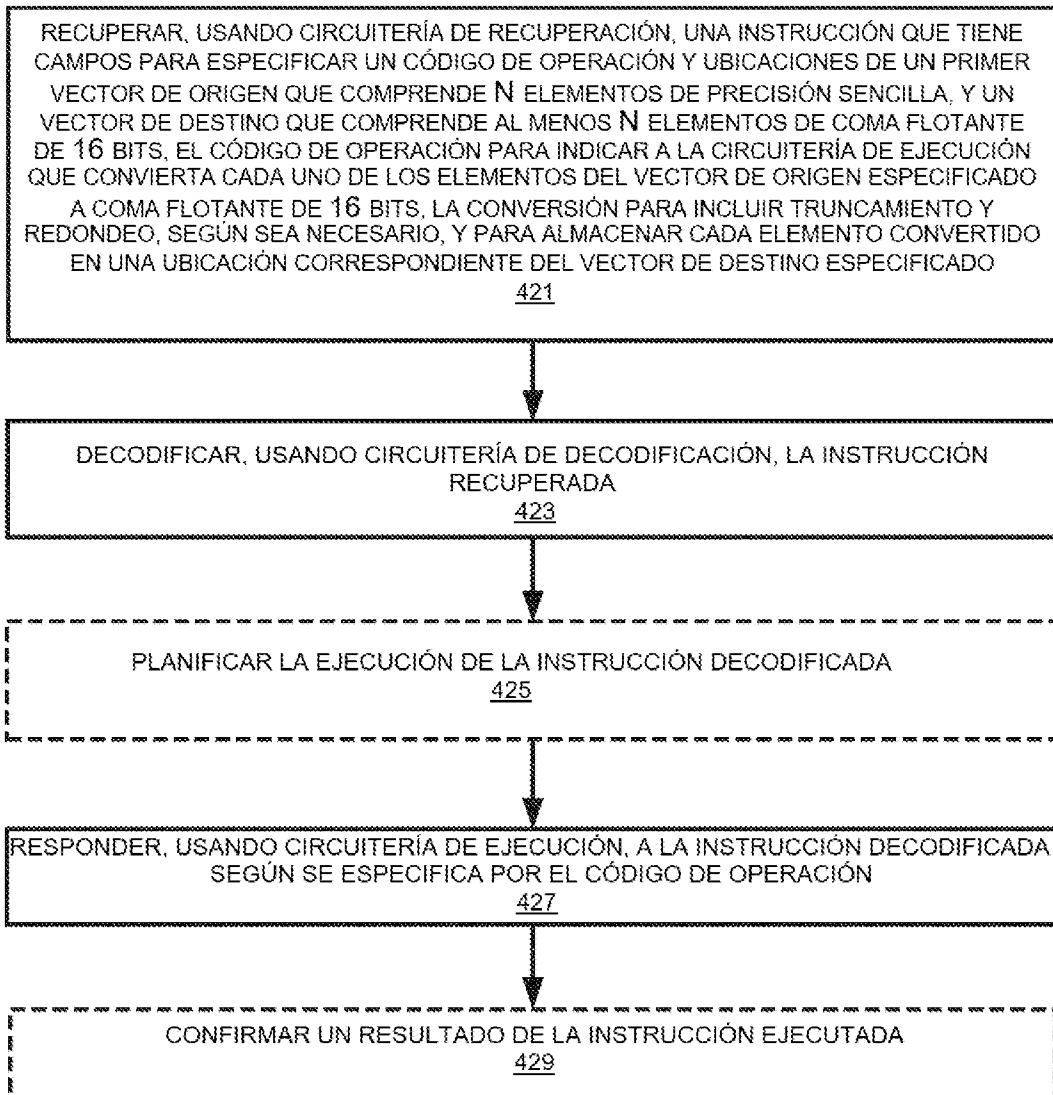 RECUPERAR, USANDO CIRCUITERÍA DE RECUPERACIÓN, UNA INSTRUCCIÓN QUE TIENE
CAMPOS PARA ESPECIFICAR UN CÓDIGO DE OPERACIÓN Y UBICACIONES DE UN PRIMER
VECTOR DE ORIGEN QUE COMPRENDE N ELEMENTOS DE PRECISIÓN SENCILLA, Y UN
VECTOR DE DESTINO QUE COMPRENDE AL MENOS N ELEMENTOS DE COMA FLOTANTE
DE 16 BITS, EL CÓDIGO DE OPERACIÓN PARA INDICAR A LA CIRCUITERÍA DE EJECUCIÓN
QUE CONVIERTA CADA UNO DE LOS ELEMENTOS DEL VECTOR DE ORIGEN ESPECIFICADO
A COMA FLOTANTE DE 16 BITS, LA CONVERSIÓN PARA INCLUIR TRUNCAMIENTO Y
REDONDEO, SEGÚN SEA NECESARIO, Y PARA ALMACENAR CADA ELEMENTO CONVERTIDO
EN UNA UBICACIÓN CORRESPONDIENTE DEL VECTOR DE DESTINO ESPECIFICADO
421
DECODIFICAR, USANDO CIRCUITERÍA DE DECODIFICACIÓN, LA INSTRUCCIÓN
RECUPERADA
423
PLANIFICAR LA EJECUCIÓN DE LA INSTRUCCIÓN DECODIFICADA
425
RESPONDER, USANDO CIRCUITERÍA DE EJECUCIÓN, A LA INSTRUCCIÓN DECODIFICADA
SEGÚN SE ESPECIFICA POR EL CÓDIGO DE OPERACIÓN
427
CONFIRMAR UN RESULTADO DE LA INSTRUCCIÓN EJECUTADA
429